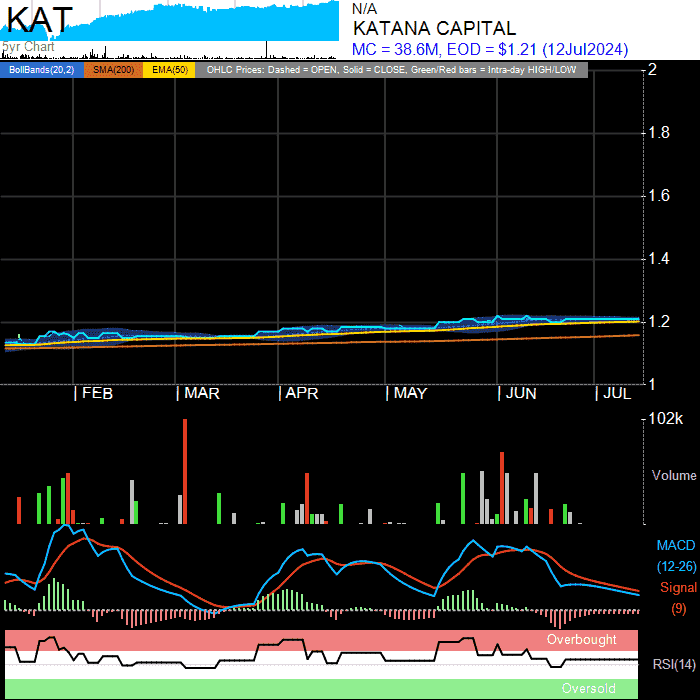 KAT
N/A
KATANA CAPITAL
5yr Chart
MC = 38.6M, EOD = $1.21 (12Jul2024)
BollBands(20,2) SMA(200) EMA(50) OHLC Prices: Dashed = OPEN, Solid = CLOSE, Green/Red bars = Intra-day HIGH/LOW
2
1.8
1.6
1.4
1.2
1
| FEB | MAR | APR | MAY | JUN | JUL
102k
Volume
MACD
(12-26)
Signal
(9)
Overbought
RSI(14)
Oversold